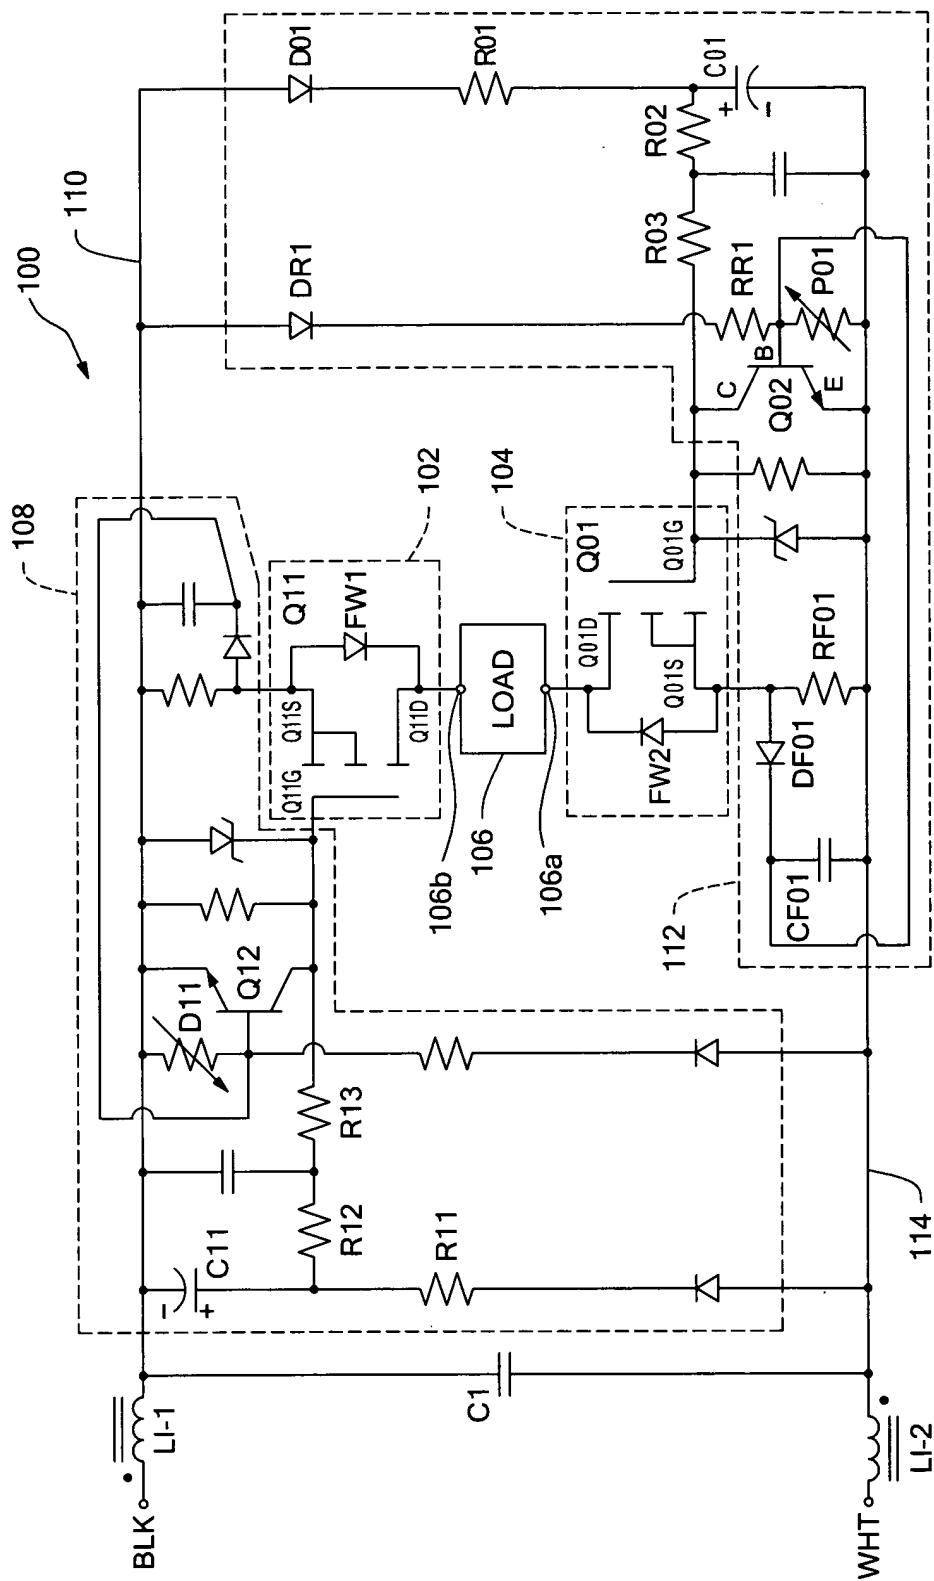 100
110
108
BLK
LI-1
C11
R12
R13
R11
D11
Q12
C1
Q11G
Q11S
Q11
FW1
Q11D
102
106b
LOAD
106
106a
104
Q01
Q01D
Q01G
Q01S
FW2
DR1
D01
R01
R03
R02
C01
RR1
P01
C
B
Q02
E
112
CF01
DF01
RF01
114
WHT
LI-2
+
-
+
-